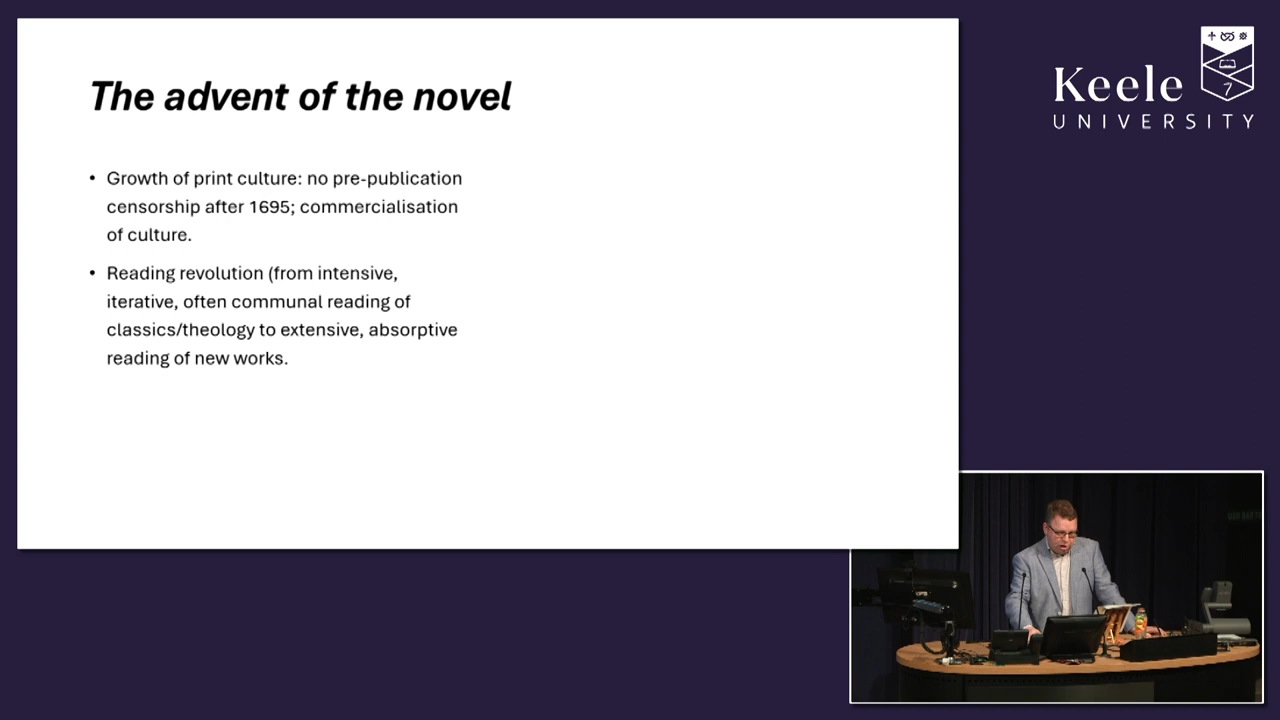 The advent of the novel
• Growth of print culture: no pre-publication
censorship after 1695; commercialisation
of culture.
• Reading revolution (from intensive,
iterative, often communal reading of
classics/theology to extensive, absorptive
reading of new works.
Keele
UNIVERSITY